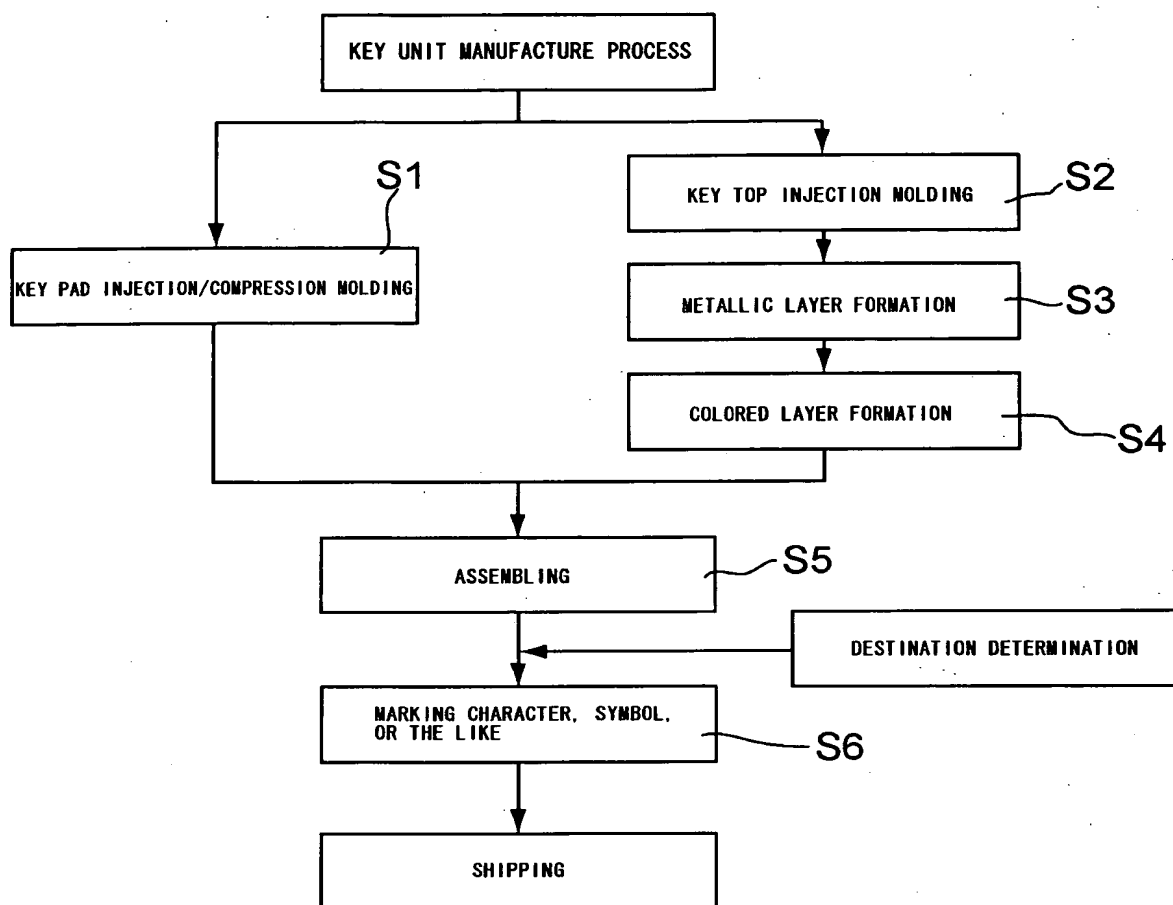 KEY UNIT MANUFACTURE PROCESS
S1
S2
KEY TOP INJECTION MOLDING
KEY PAD INJECTION/COMPRESSION MOLDING
METALLIC LAYER FORMATION
S3
COLORED LAYER FORMATION
S4
ASSEMBLING
S5
DESTINATION DETERMINATION
MARKING CHARACTER, SYMBOL,
OR THE LIKE
S6
SHIPPING